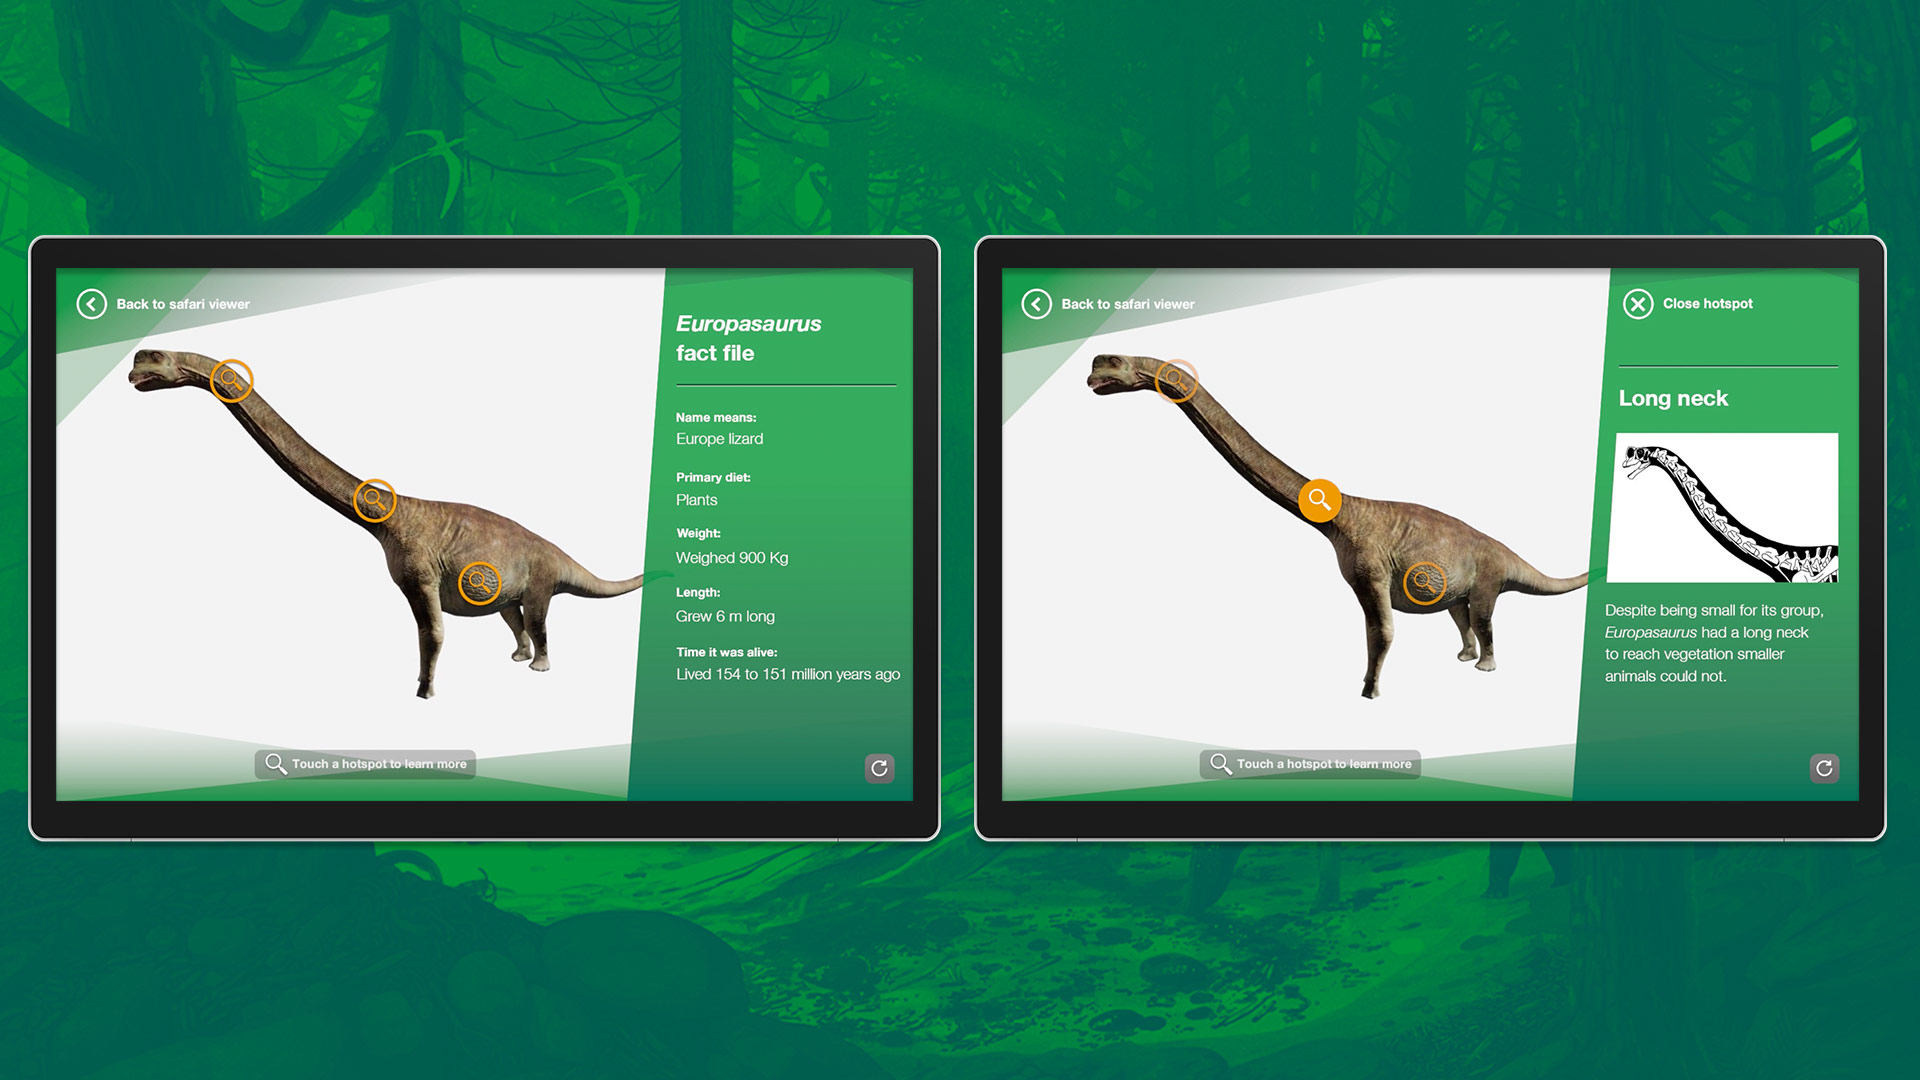 Back to safari viewer
Europasaurus
fact file
Name means:
Europe lizard
Primary diet:
Plants
Weight:
Weighed 900 Kg
Length:
Grew 6 m long
Time it was alive:
Lived 154 to 151 million years ago
Touch a hotspot to learn more
Back to safari viewer
Close hotspot
Long neck
Despite being small for its group,
Europasaurus had a long neck
to reach vegetation smaller
animals could not.
Touch a hotspot to learn more